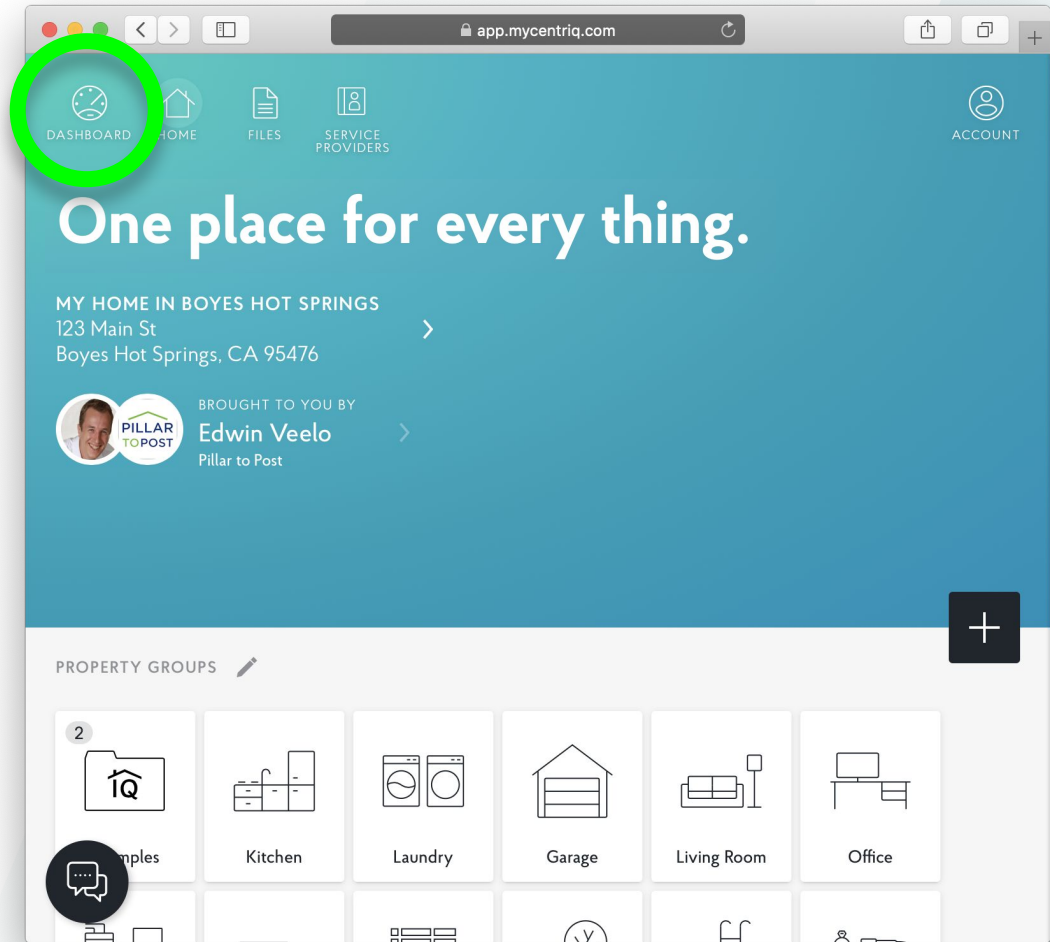 app.mycentriq.com
DASHBOARD
HOME
FILES
SERVICE
PROVIDERS
ACCOUNT
One place for every thing.
MY HOME IN BOYES HOT SPRINGS
123 Main St
Boyes Hot Springs, CA 95476
PILLAR
TOPOST
BROUGHT TO YOU BY
Edwin Veelo
Pillar to Post
PROPERTY GROUPS
2
IQ
mples
Kitchen
Laundry
Garage
Living Room
Office